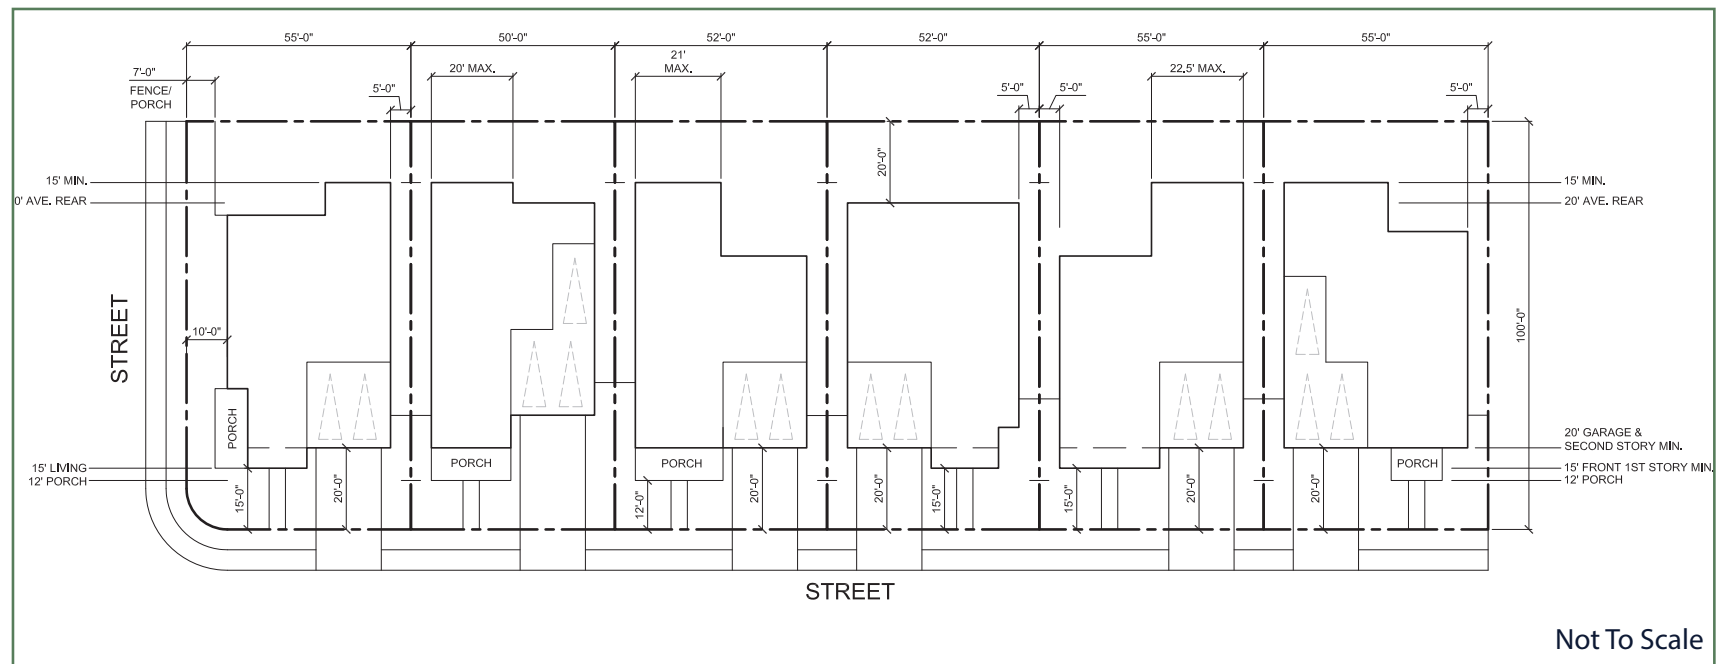 55'-0"
50'-0"
52'-0"
52'-0"
55'-0"
55'-0"
7'-0"
FENCE/
PORCH
5'-0"
20' MAX.
21'
MAX.
5'-0"
5'-0"
22.5' MAX.
5'-0"
15' MIN.
0' AVE. REAR
20'-0"
15' MIN.
20' AVE. REAR
STREET
10'-0"
100'-0"
PORCH
15' LIVING
12' PORCH
15'-0"
20'-0"
PORCH
PORCH
12'-0"
20'-0"
20'-0"
15'-0"
15'-0"
20'-0"
20'-0"
PORCH
20' GARAGE &
SECOND STORY MIN.
15' FRONT 1ST STORY MIN.
12' PORCH
STREET
Not To Scale